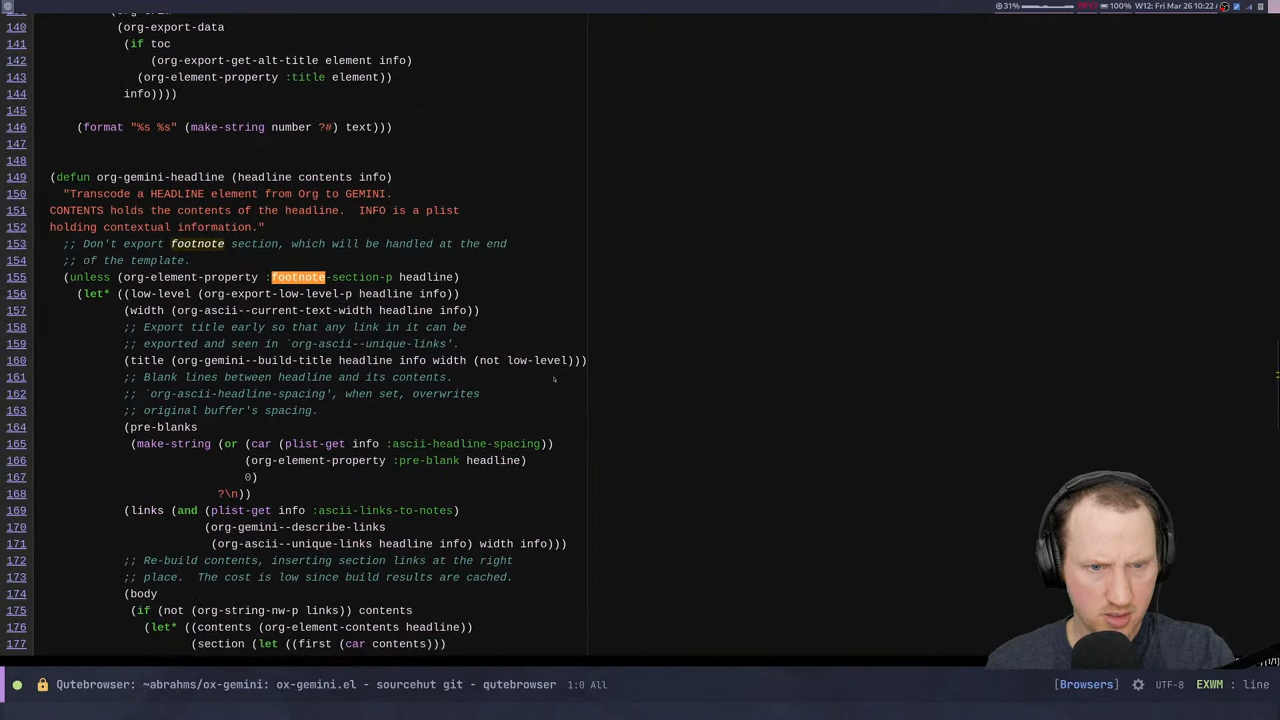 31% 100% W12: Fri Mar 26 10:22
140 (org-export-data
141 (if toc
142 (org-export-get-alt-title element info)
143 (org-element-property :title element))
144 info))))
145
146 (format "%s %s" (make-string number ?#) text)))
147
148
149 (defun org-gemini-headline (headline contents info)
150 "Transcode a HEADLINE element from Org to GEMINI.
151 CONTENTS holds the contents of the headline.  INFO is a plist
152 holding contextual information."
153 ;; Don't export footnote section, which will be handled at the end
154 ;; of the template.
155 (unless (org-element-property :footnote-section-p headline)
156 (let* ((low-level (org-export-low-level-p headline info))
157 (width (org-ascii--current-text-width headline info))
158 ;; Export title early so that any link in it can be
159 ;; exported and seen in `org-ascii--unique-links'.
160 (title (org-gemini--build-title headline info width (not low-level)))
161 ;; Blank lines between headline and its contents.
162 ;; `org-ascii-headline-spacing', when set, overwrites
163 ;; original buffer's spacing.
164 (pre-blanks
165 (make-string (or (car (plist-get info :ascii-headline-spacing))
166 (org-element-property :pre-blank headline)
167 0)
168 ?\n))
169 (links (and (plist-get info :ascii-links-to-notes)
170 (org-gemini--describe-links
171 (org-ascii--unique-links headline info) width info)))
172 ;; Re-build contents, inserting section links at the right
173 ;; place.  The cost is low since build results are cached.
174 (body
175 (if (not (org-string-nw-p links)) contents
176 (let* ((contents (org-element-contents headline))
177 (section (let ((first (car contents)))
Qutebrowser: ~abrahms/ox-gemini: ox-gemini.el - sourcehut git - qutebrowser 1:0 All [Browsers] UTF-8 EXWM : line